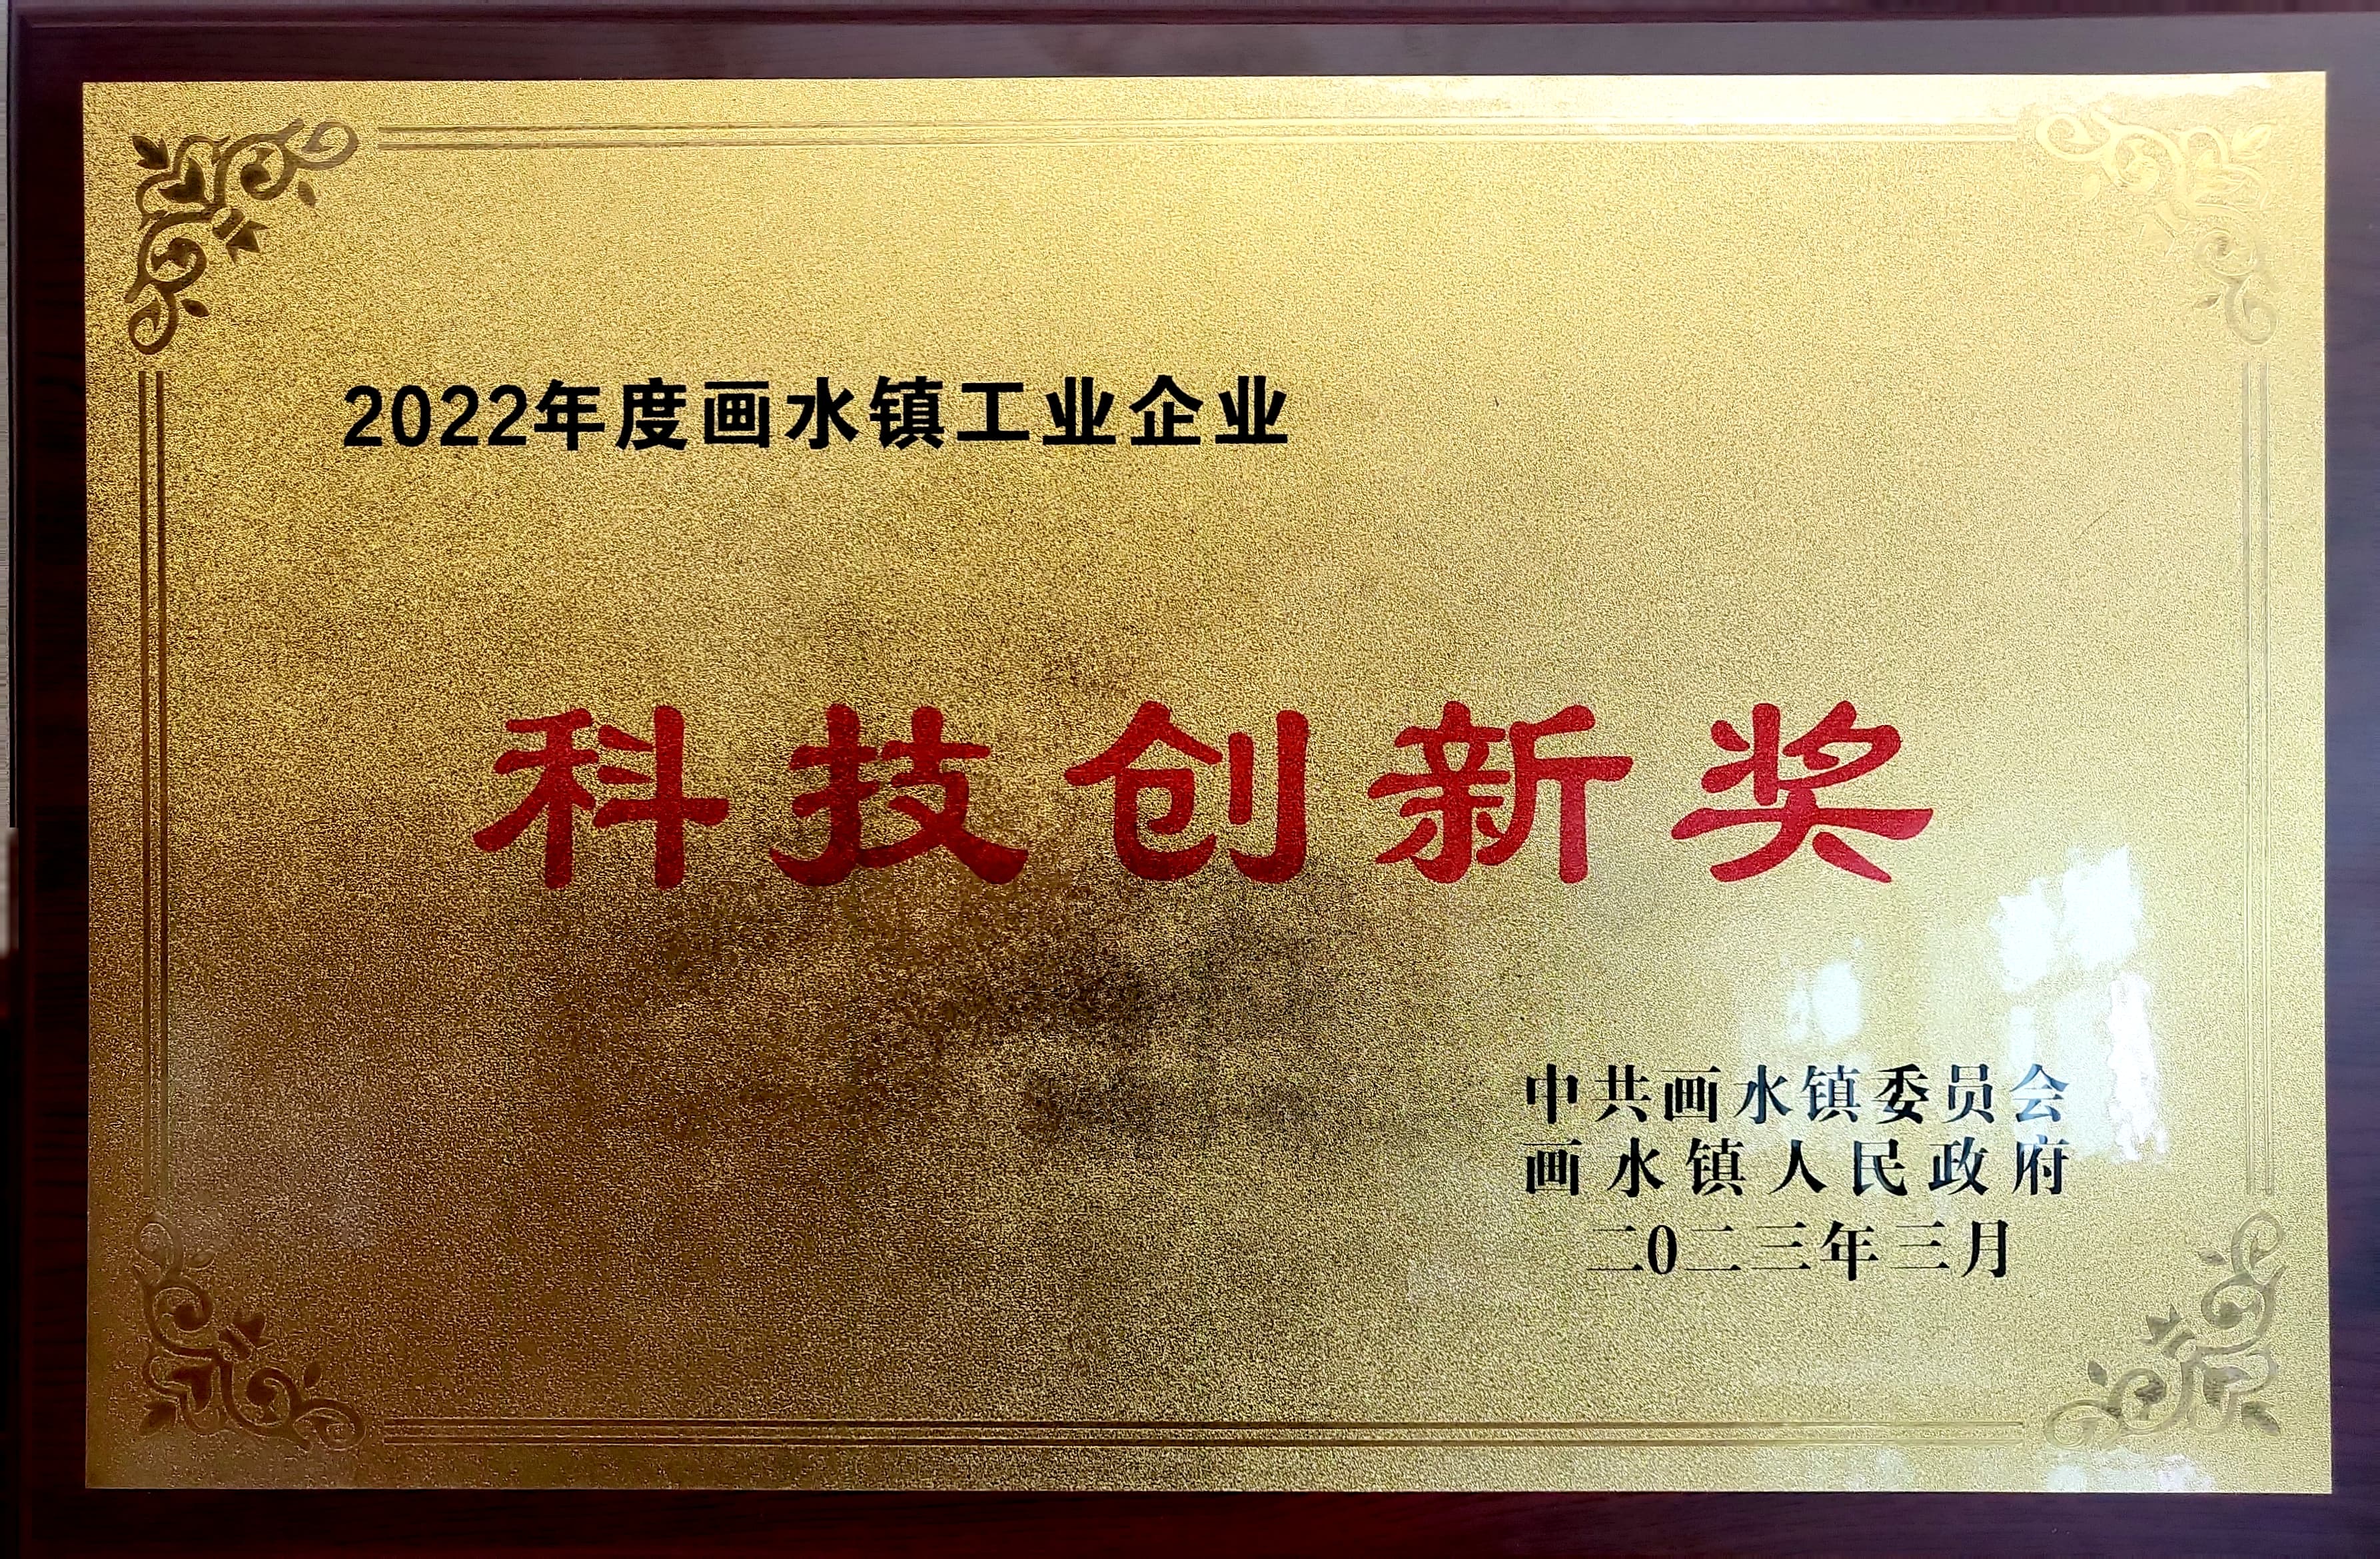 2022年度画水镇工业企业
科技创新奖
中共画水镇委员会
画水镇人民政府
二0二三年三月